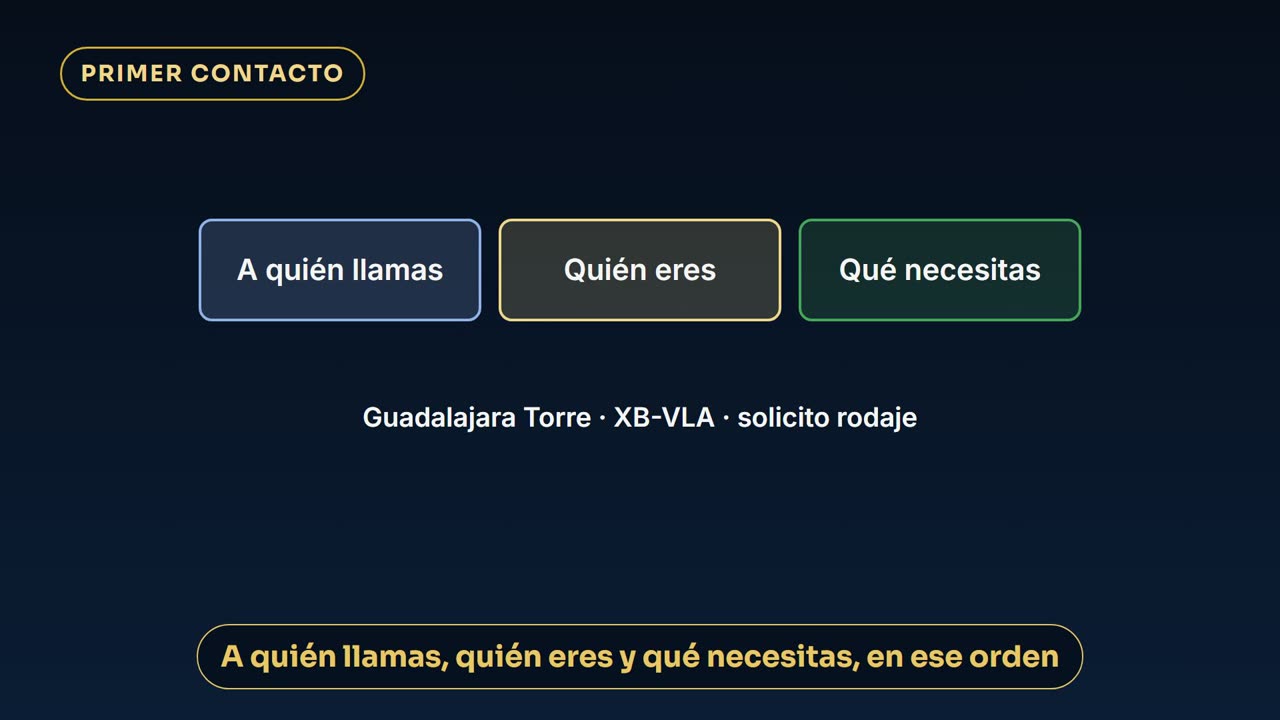 PRIMER CONTACTO
A quién llamas
Quién eres
Qué necesitas
Guadalajara Torre · XB-VLA · solicito rodaje
A quién llamas, quién eres y qué necesitas, en ese orden